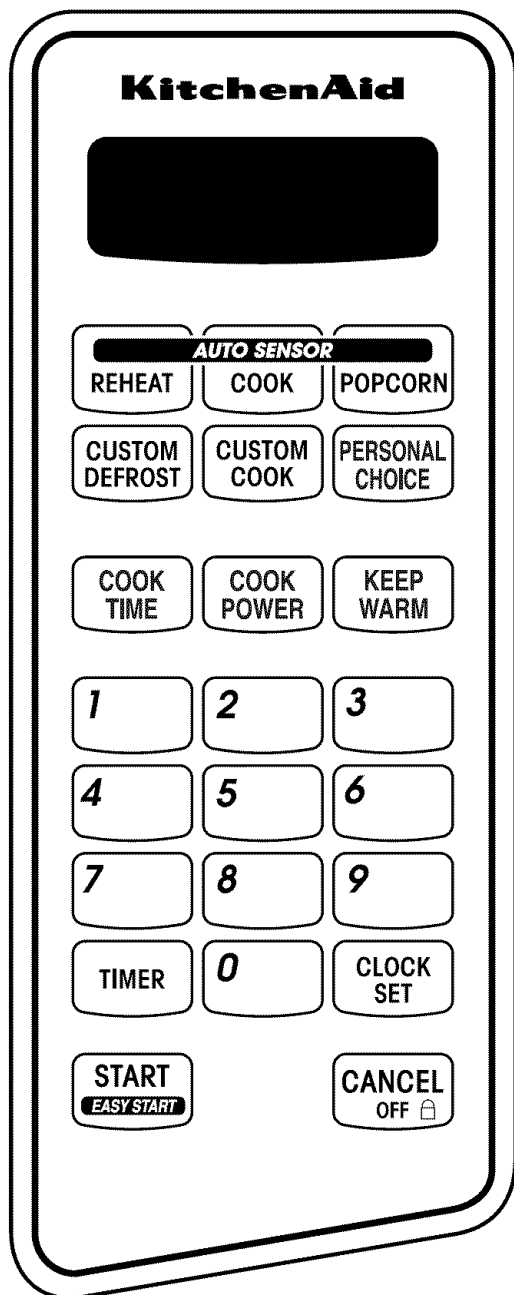 KitchenAid
AUTO SENSOR
REHEAT COOK POPCORN
CUSTOM DEFROST CUSTOM COOK PERSONAL CHOICE
COOK TIME COOK POWER KEEP WARM
1 2 3
4 5 6
7 8 9
TIMER 0 CLOCK SET
START CANCEL
EASY START OFF